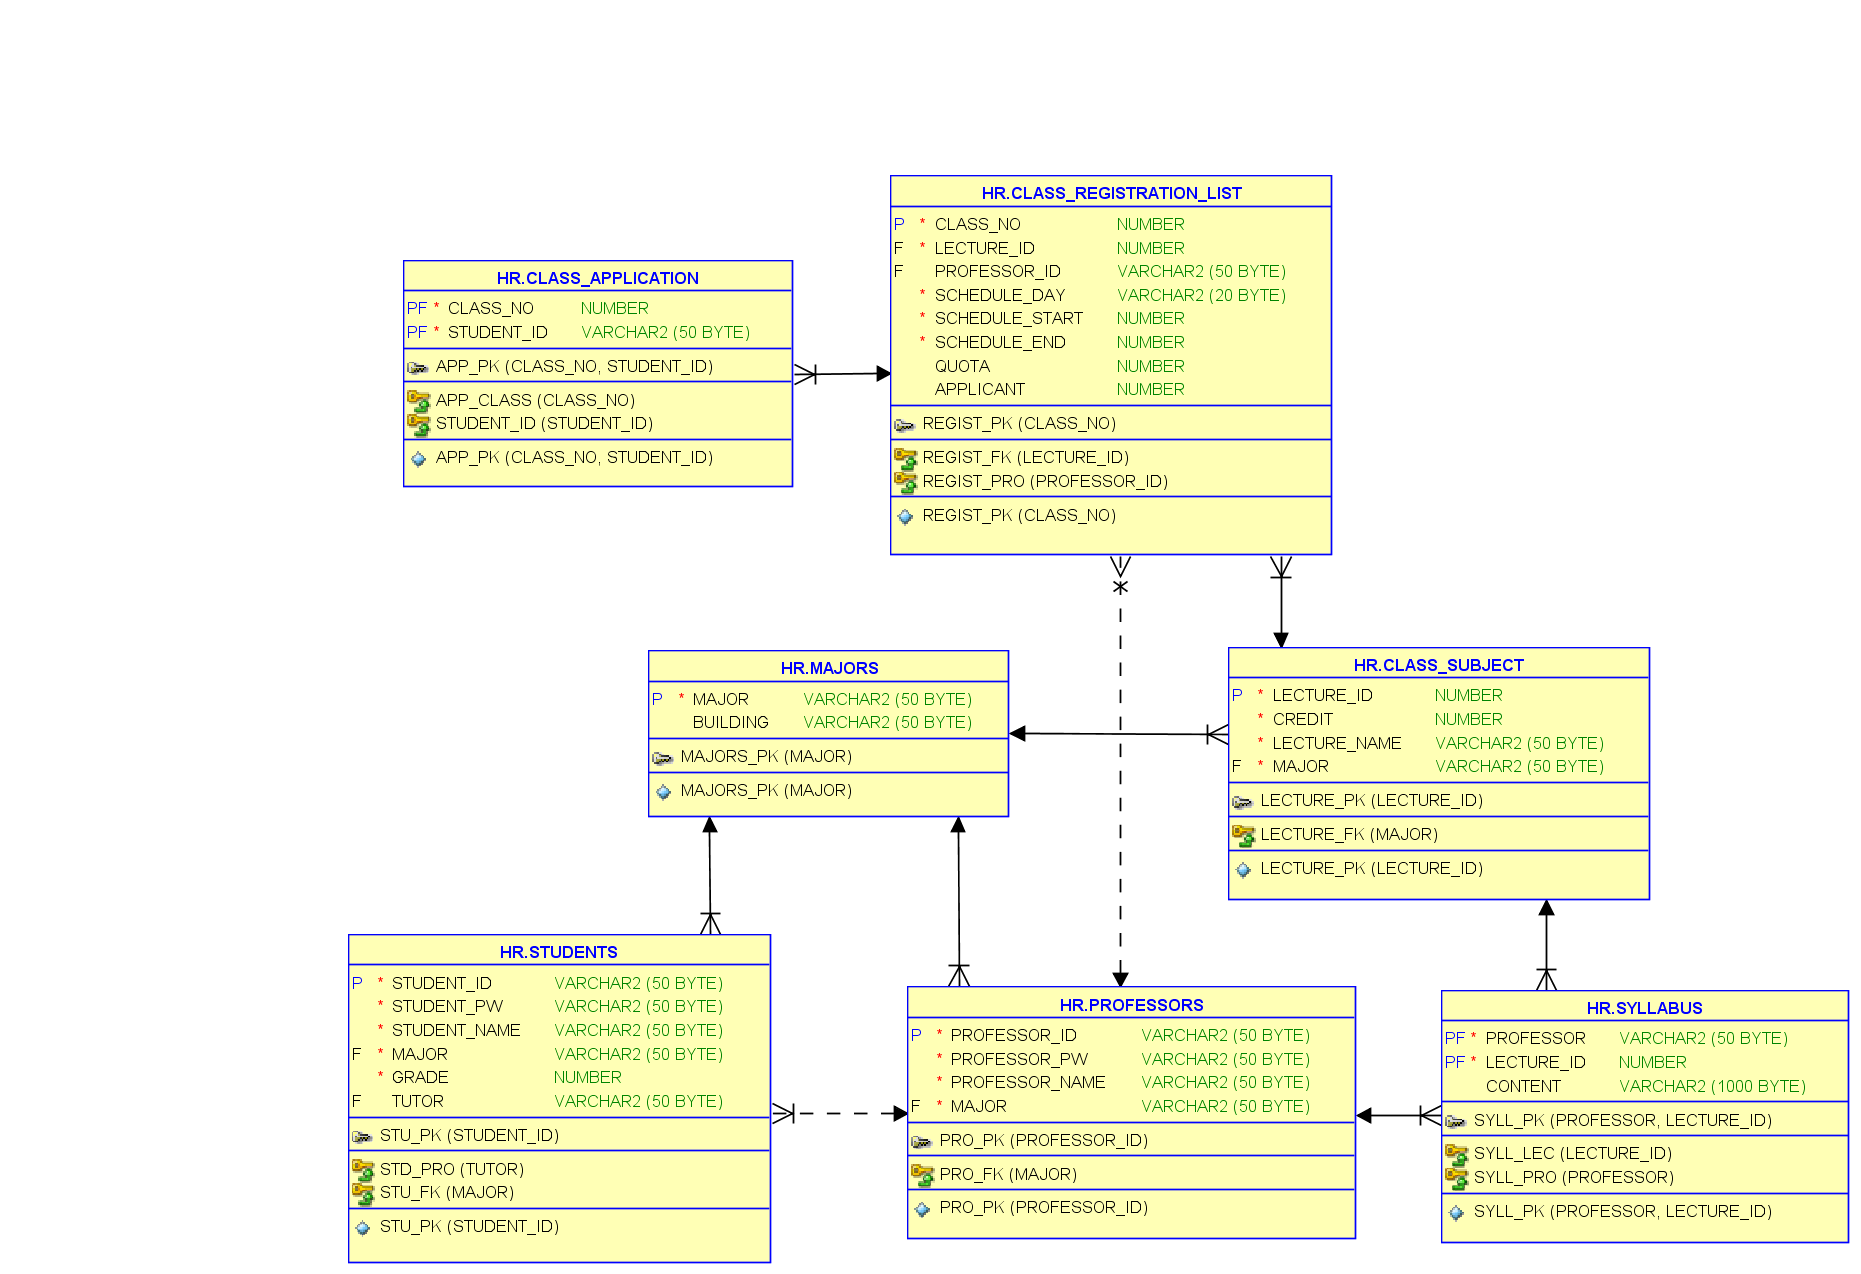 HR.CLASS_REGISTRATION_LIST
P * CLASS_NO NUMBER
F * LECTURE_ID NUMBER
F PROFESSOR_ID VARCHAR2 (50 BYTE)
* SCHEDULE_DAY VARCHAR2 (20 BYTE)
* SCHEDULE_START NUMBER
* SCHEDULE_END NUMBER
QUOTA NUMBER
APPLICANT NUMBER
REGIST_PK (CLASS_NO)
REGIST_FK (LECTURE_ID)
REGIST_PRO (PROFESSOR_ID)
REGIST_PK (CLASS_NO)
HR.CLASS_APPLICATION
PF * CLASS_NO NUMBER
PF * STUDENT_ID VARCHAR2 (50 BYTE)
APP_PK (CLASS_NO, STUDENT_ID)
APP_CLASS (CLASS_NO)
STUDENT_ID (STUDENT_ID)
APP_PK (CLASS_NO, STUDENT_ID)
HR.MAJORS
P * MAJOR VARCHAR2 (50 BYTE)
BUILDING VARCHAR2 (50 BYTE)
MAJORS_PK (MAJOR)
MAJORS_PK (MAJOR)
HR.CLASS_SUBJECT
P * LECTURE_ID NUMBER
* CREDIT NUMBER
* LECTURE_NAME VARCHAR2 (50 BYTE)
F * MAJOR VARCHAR2 (50 BYTE)
LECTURE_PK (LECTURE_ID)
LECTURE_FK (MAJOR)
LECTURE_PK (LECTURE_ID)
HR.STUDENTS
P * STUDENT_ID VARCHAR2 (50 BYTE)
* STUDENT_PW VARCHAR2 (50 BYTE)
* STUDENT_NAME VARCHAR2 (50 BYTE)
F * MAJOR VARCHAR2 (50 BYTE)
* GRADE NUMBER
F TUTOR VARCHAR2 (50 BYTE)
STU_PK (STUDENT_ID)
STD_PRO (TUTOR)
STU_FK (MAJOR)
STU_PK (STUDENT_ID)
HR.PROFESSORS
P * PROFESSOR_ID VARCHAR2 (50 BYTE)
* PROFESSOR_PW VARCHAR2 (50 BYTE)
* PROFESSOR_NAME VARCHAR2 (50 BYTE)
F * MAJOR VARCHAR2 (50 BYTE)
PRO_PK (PROFESSOR_ID)
PRO_FK (MAJOR)
PRO_PK (PROFESSOR_ID)
HR.SYLLABUS
PF * PROFESSOR VARCHAR2 (50 BYTE)
PF * LECTURE_ID NUMBER
CONTENT VARCHAR2 (1000 BYTE)
SYLL_PK (PROFESSOR, LECTURE_ID)
SYLL_LEC (LECTURE_ID)
SYLL_PRO (PROFESSOR)
SYLL_PK (PROFESSOR, LECTURE_ID)